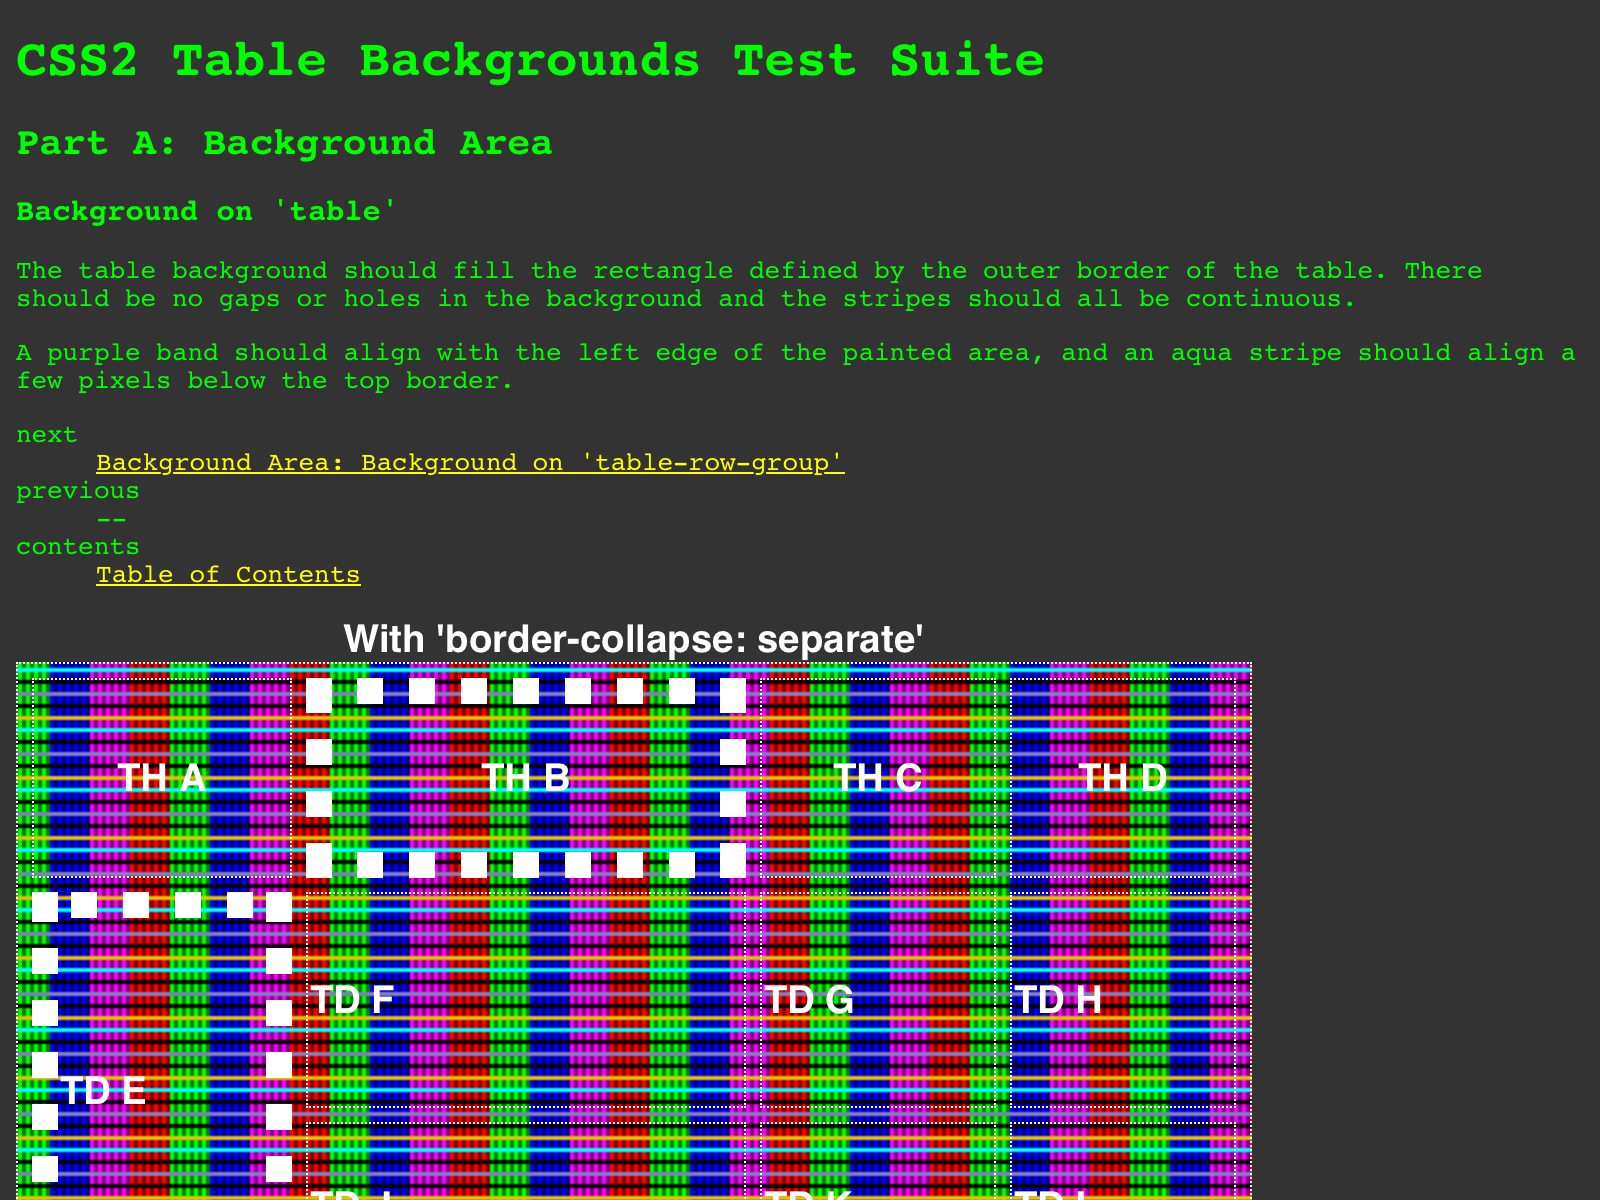 CSS2 Table Backgrounds Test Suite
Part A: Background Area
Background on 'table'
The table background should fill the rectangle defined by the outer border of the table. There
should be no gaps or holes in the background and the stripes should all be continuous.
A purple band should align with the left edge of the painted area, and an aqua stripe should align a
few pixels below the top border.
next
Background Area: Background on 'table-row-group'
previous
--
contents
Table of Contents
With 'border-collapse: separate'
TH A TH B TH C TH D
TD F TD G TD H
TD E